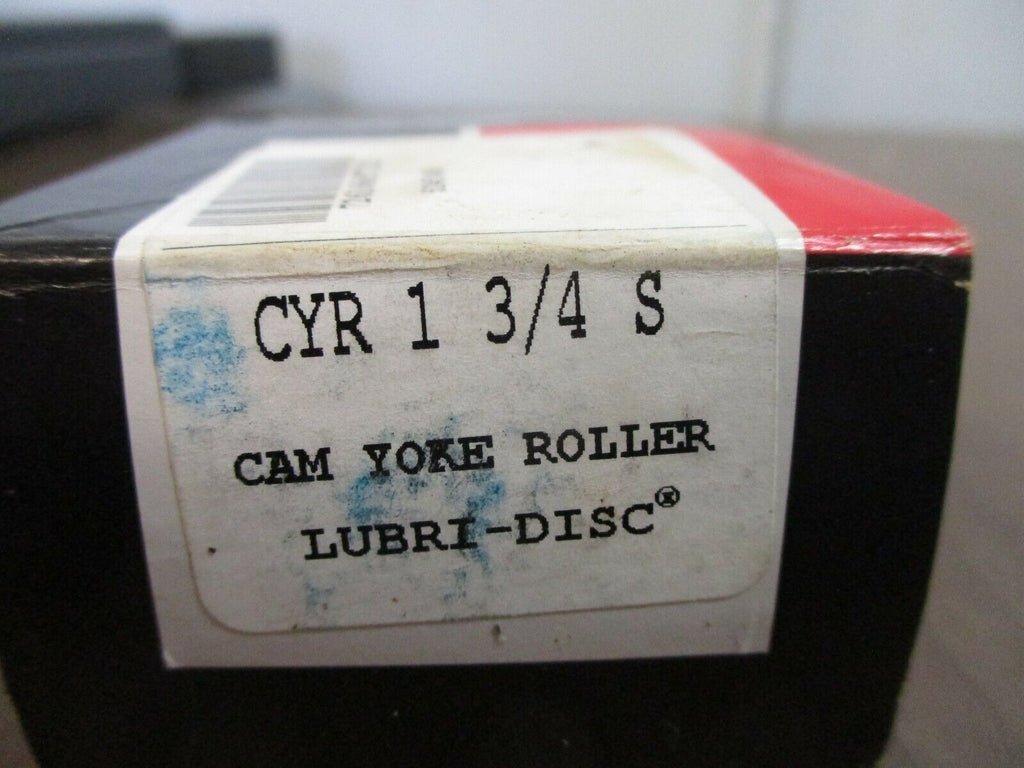 CYR 1 3/4 S
CAM YOKE ROLLER
LUBRI-DISC®